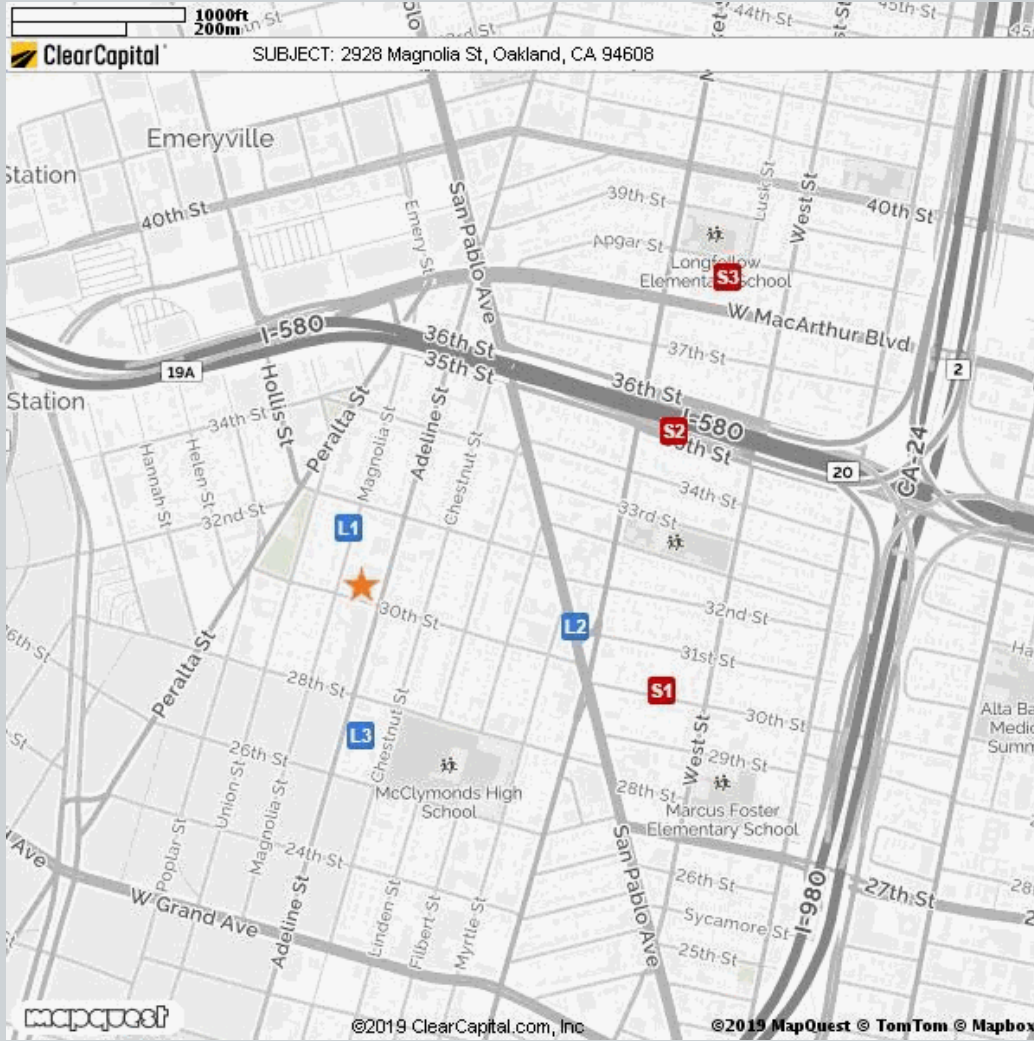 1000ft
200m
44th St
45th St
ClearCapital
SUBJECT: 2928 Magnolia St, Oakland, CA 94608
Emeryville
Station
39th St
Lusk St
West St
40th St
40th St
Emery St
San Pablo Ave
Apgar St
Longfellow
Elementary School
S3
W MacArthur Blvd
I-580
36th St
35th St
37th St
19A
2
Station
Hollis St
Peralta St
36th St
I-580
S2
34th St
Magnolia St
Adeline St
Chestnut St
20
CA-24
Hannah St
Helen St
32nd St
34th St
33rd St
L1
30th St
L2
32nd St
31st St
Peralta St
28th St
S1
30th St
Alta Ba
Medic
Summ
L3
Chestnut St
West St
29th St
26th St
Union St
Magnolia St
McClymonds High
School
28th St
Marcus Foster
Elementary School
Poplar St
24th St
San Pablo Ave
26th St
27th St
W Grand Ave
Adeline St
Linden St
Filbert St
Myrtle St
Sycamore St
25th St
I-980
mapquest
©2019 ClearCapital.com, Inc
©2019 MapQuest © TomTom © Mapbox